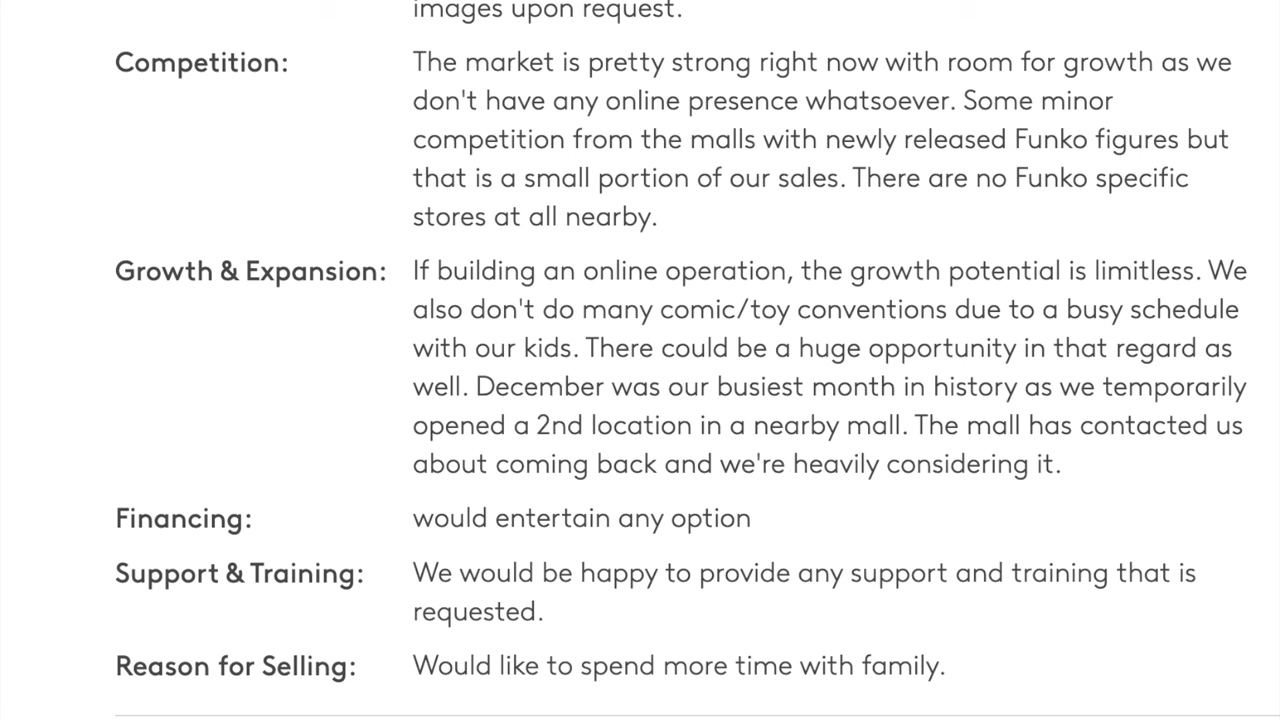 images upon request.
Competition: The market is pretty strong right now with room for growth as we
don't have any online presence whatsoever. Some minor
competition from the malls with newly released Funko figures but
that is a small portion of our sales. There are no Funko specific
stores at all nearby.
Growth & Expansion: If building an online operation, the growth potential is limitless. We
also don't do many comic/toy conventions due to a busy schedule
with our kids. There could be a huge opportunity in that regard as
well. December was our busiest month in history as we temporarily
opened a 2nd location in a nearby mall. The mall has contacted us
about coming back and we're heavily considering it.
Financing: would entertain any option
Support & Training: We would be happy to provide any support and training that is
requested.
Reason for Selling: Would like to spend more time with family.